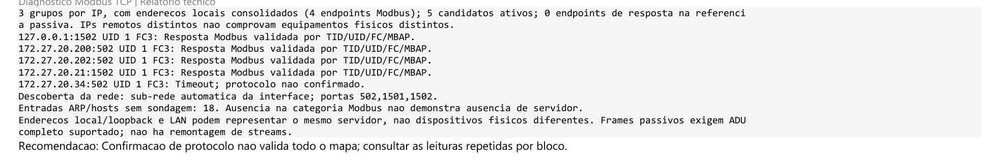 Diagnostico Modbus TCP | Relatorio tecnico
3 grupos por IP, com enderecos locais consolidados (4 endpoints Modbus); 5 candidatos ativos; 0 endpoints de resposta na referenci
a passiva. IPs remotos distintos nao comprovam equipamentos fisicos distintos.
127.0.0.1:1502 UID 1 FC3: Resposta Modbus validada por TID/UID/FC/MBAP.
172.27.20.200:502 UID 1 FC3: Resposta Modbus validada por TID/UID/FC/MBAP.
172.27.20.202:502 UID 1 FC3: Resposta Modbus validada por TID/UID/FC/MBAP.
172.27.20.21:1502 UID 1 FC3: Resposta Modbus validada por TID/UID/FC/MBAP.
172.27.20.34:502 UID 1 FC3: Timeout; protocolo nao confirmado.
Descoberta da rede: sub-rede automatica da interface; portas 502,1501,1502.
Entradas ARP/hosts sem sondagem: 18. Ausencia na categoria Modbus nao demonstra ausencia de servidor.
Enderecos local/loopback e LAN podem representar o mesmo servidor, nao dispositivos fisicos diferentes. Frames passivos exigem ADU
completo suportado; nao ha remontagem de streams.
Recomendacao: Confirmacao de protocolo nao valida todo o mapa; consultar as leituras repetidas por bloco.